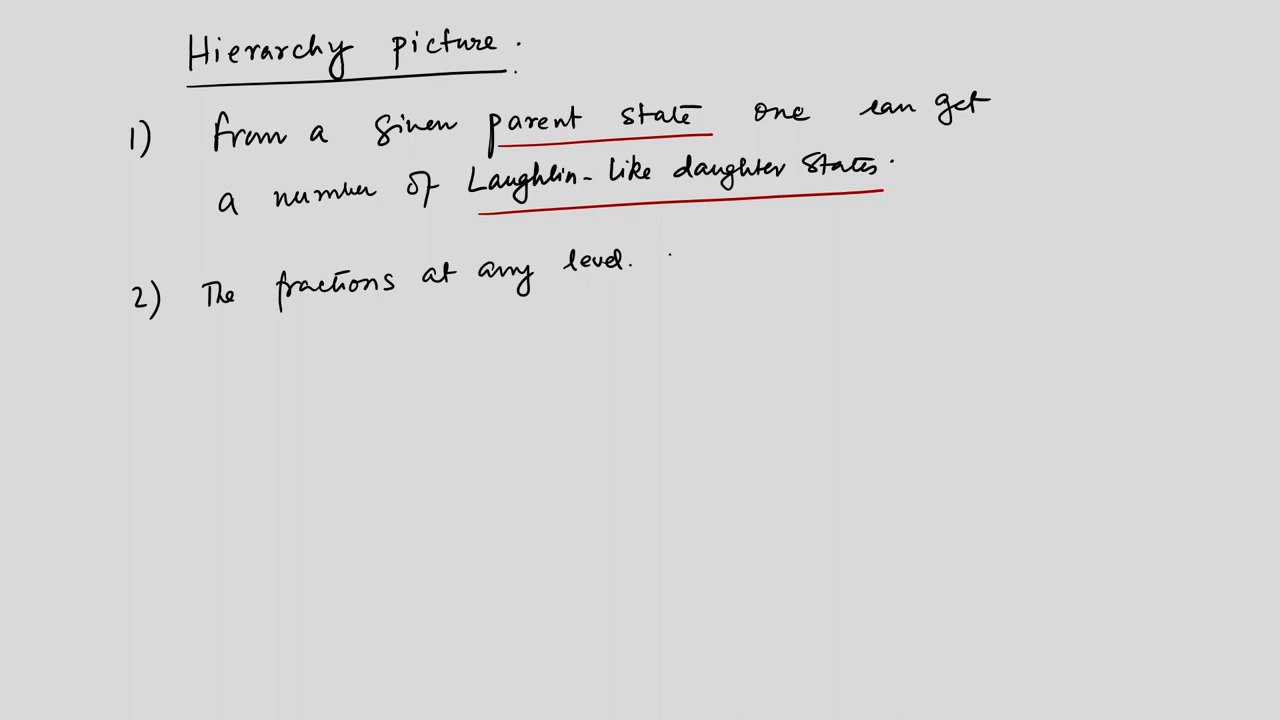 Hierarchy picture.
1) From a given parent state one can get
a number of Laughlin-like daughter states.
2) The fractions at any level.